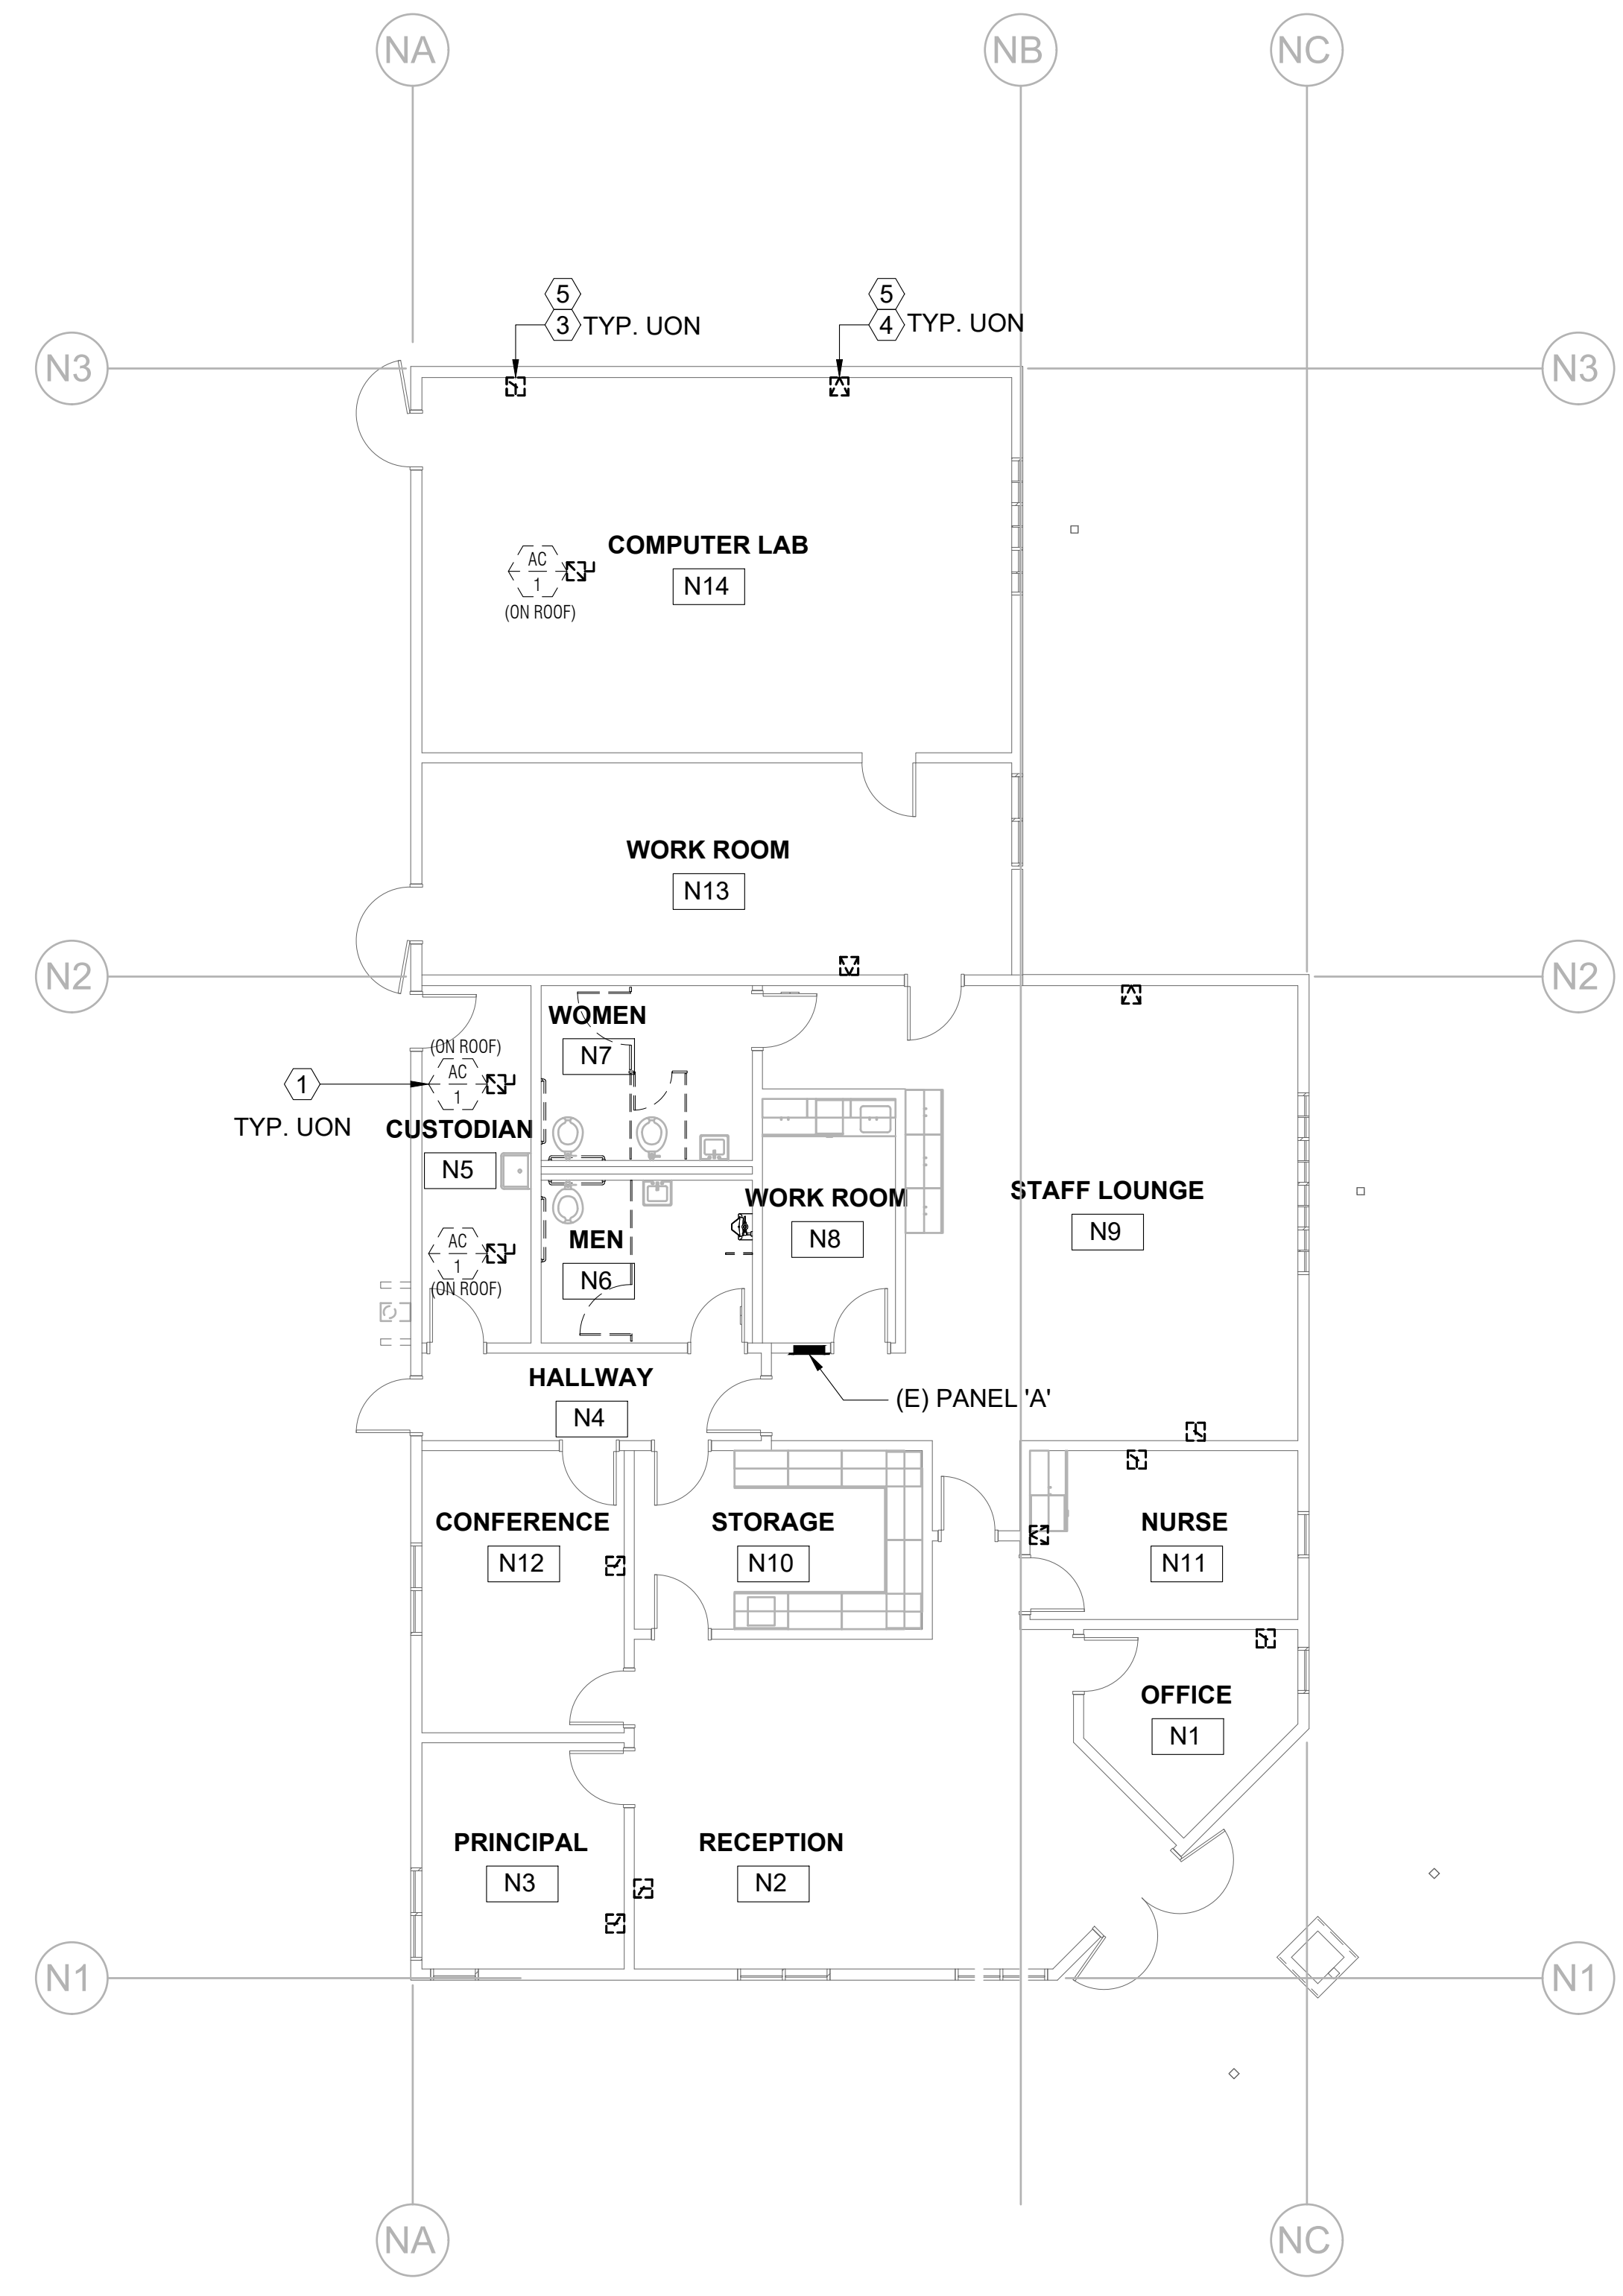 NA
NB
NC
5
3
TYP. UON
5
4
TYP. UON
N3
N3
COMPUTER LAB
N14
AC
1
(ON ROOF)
WORK ROOM
N13
N2
N2
WOMEN
N7
(ON ROOF)
AC
1
1
TYP. UON
CUSTODIAN
N5
STAFF LOUNGE
N9
WORK ROOM
N8
MEN
N6
AC
1
(ON ROOF)
HALLWAY
N4
(E) PANEL 'A'
CONFERENCE
N12
STORAGE
N10
NURSE
N11
OFFICE
N1
PRINCIPAL
N3
RECEPTION
N2
N1
N1
NA
NC